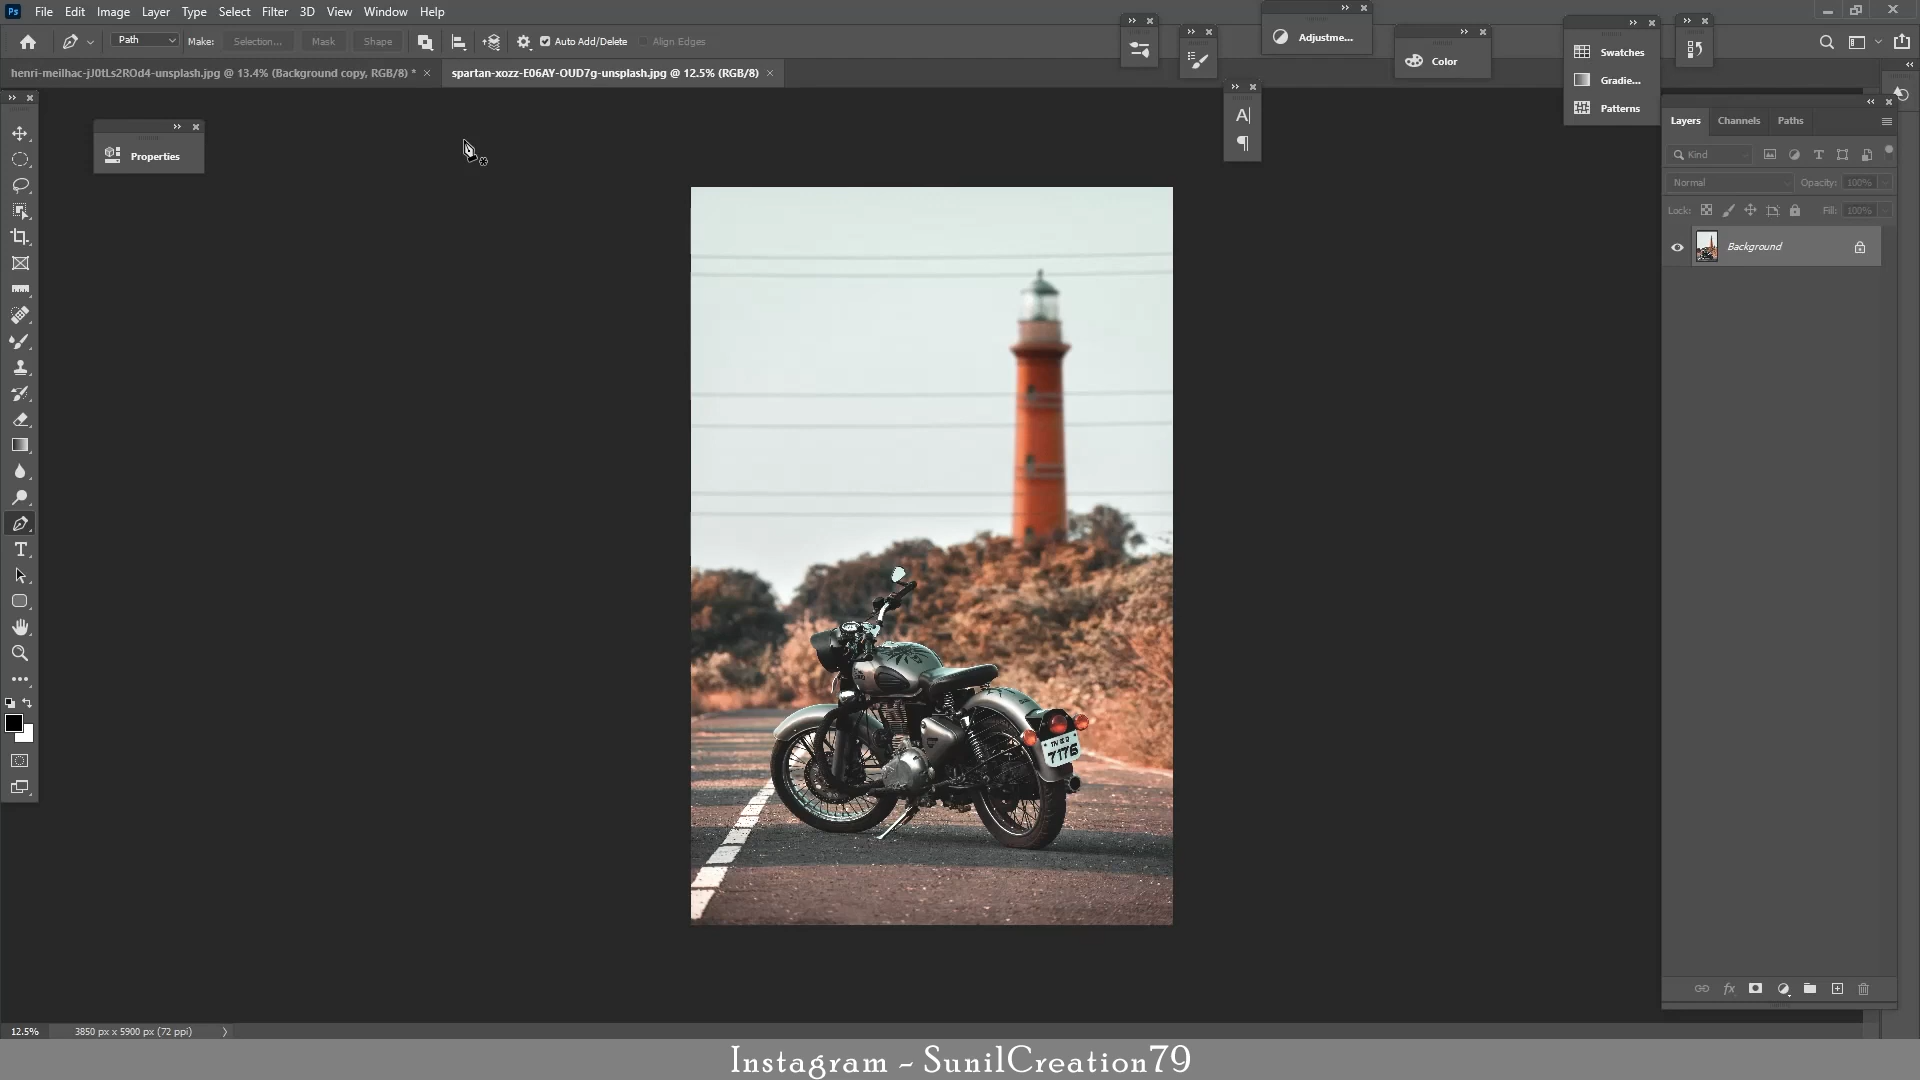 Ps File Edit Image Layer Type Select Filter 3D View Window Help
Path Make: Selection... Mask Shape Auto Add/Delete Align Edges
henri-meilhac-jJ0tLs2ROd4-unsplash.jpg @ 13.4% (Background copy, RGB/8) *
spartan-xozz-E06AY-OUD7g-unsplash.jpg @ 12.5% (RGB/8)
Properties
Adjustme...
Color
Swatches
Gradie...
Patterns
Layers Channels Paths
Kind
Normal Opacity: 100%
Lock: Fill: 100%
Background
7176
12.5% 3850 px x 5900 px (72 ppi)
Instagram - SunilCreation79